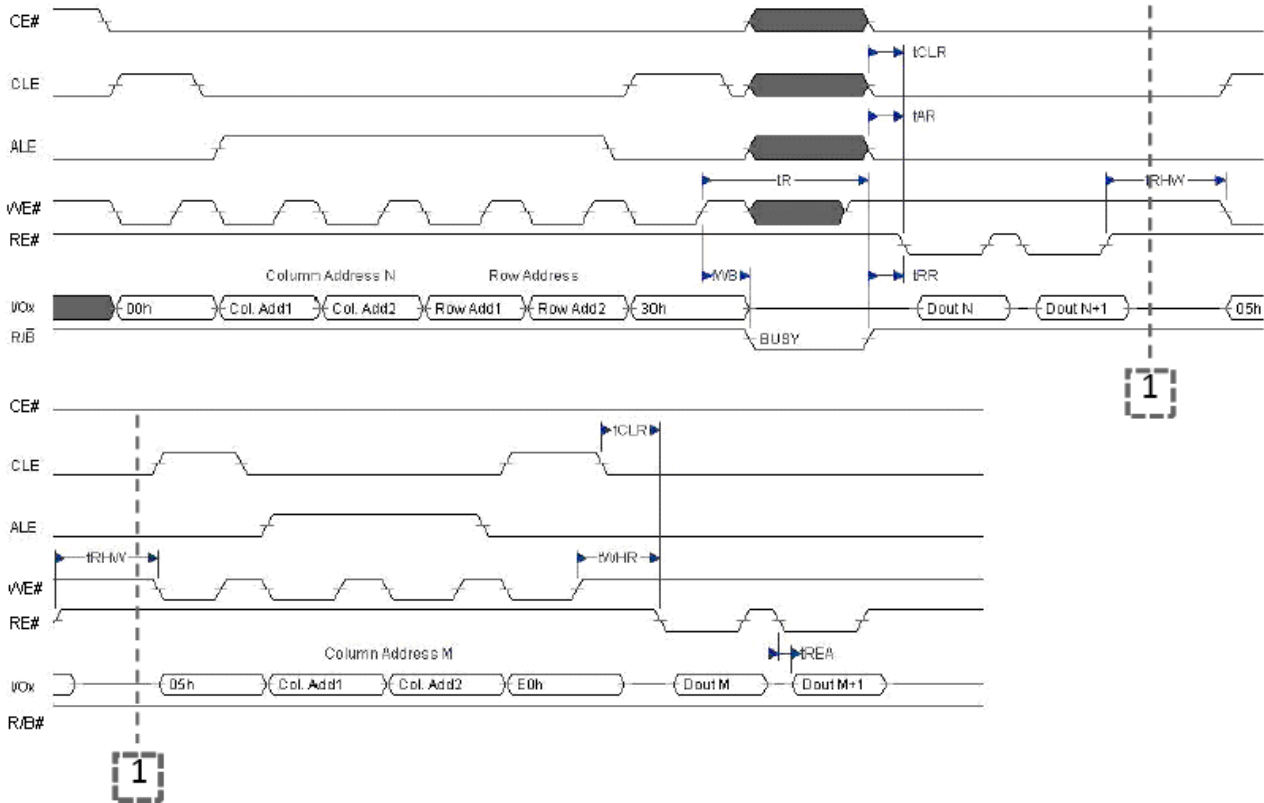 CE#
tCLR
CLE
tAR
ALE
tR
tRHW
WE#
RE#
Column Address N
Row Address
tWB
tRR
I/Ox
00h
Col. Add1
Col. Add2
Row Add1
Row Add2
30h
Dout N
Dout N+1
05h
R/B
BUSY
1
CE#
tCLR
CLE
ALE
tRHW
tWHR
WE#
RE#
Column Address M
tREA
I/Ox
05h
Col. Add1
Col. Add2
E0h
Dout M
Dout M+1
R/B#
1